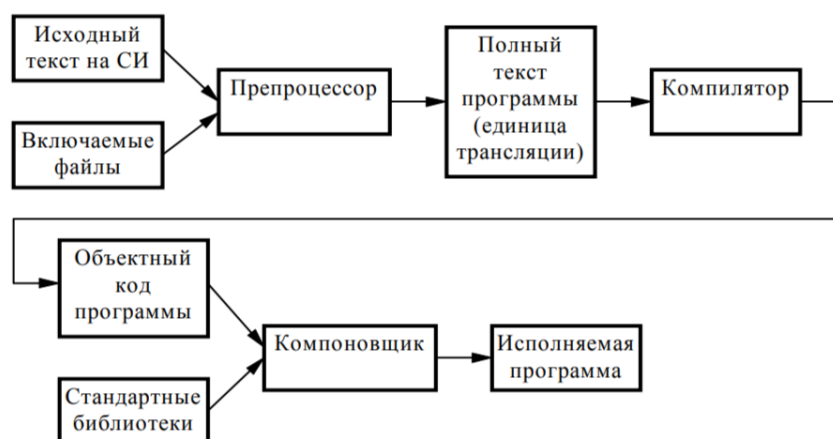 Исходный
текст на СИ
Включаемые
файлы
Препроцессор
Полный
текст
программы
(единица
трансляции)
Компилятор
Объектный
код
программы
Стандартные
библиотеки
Компоновщик
Исполняемая
программа